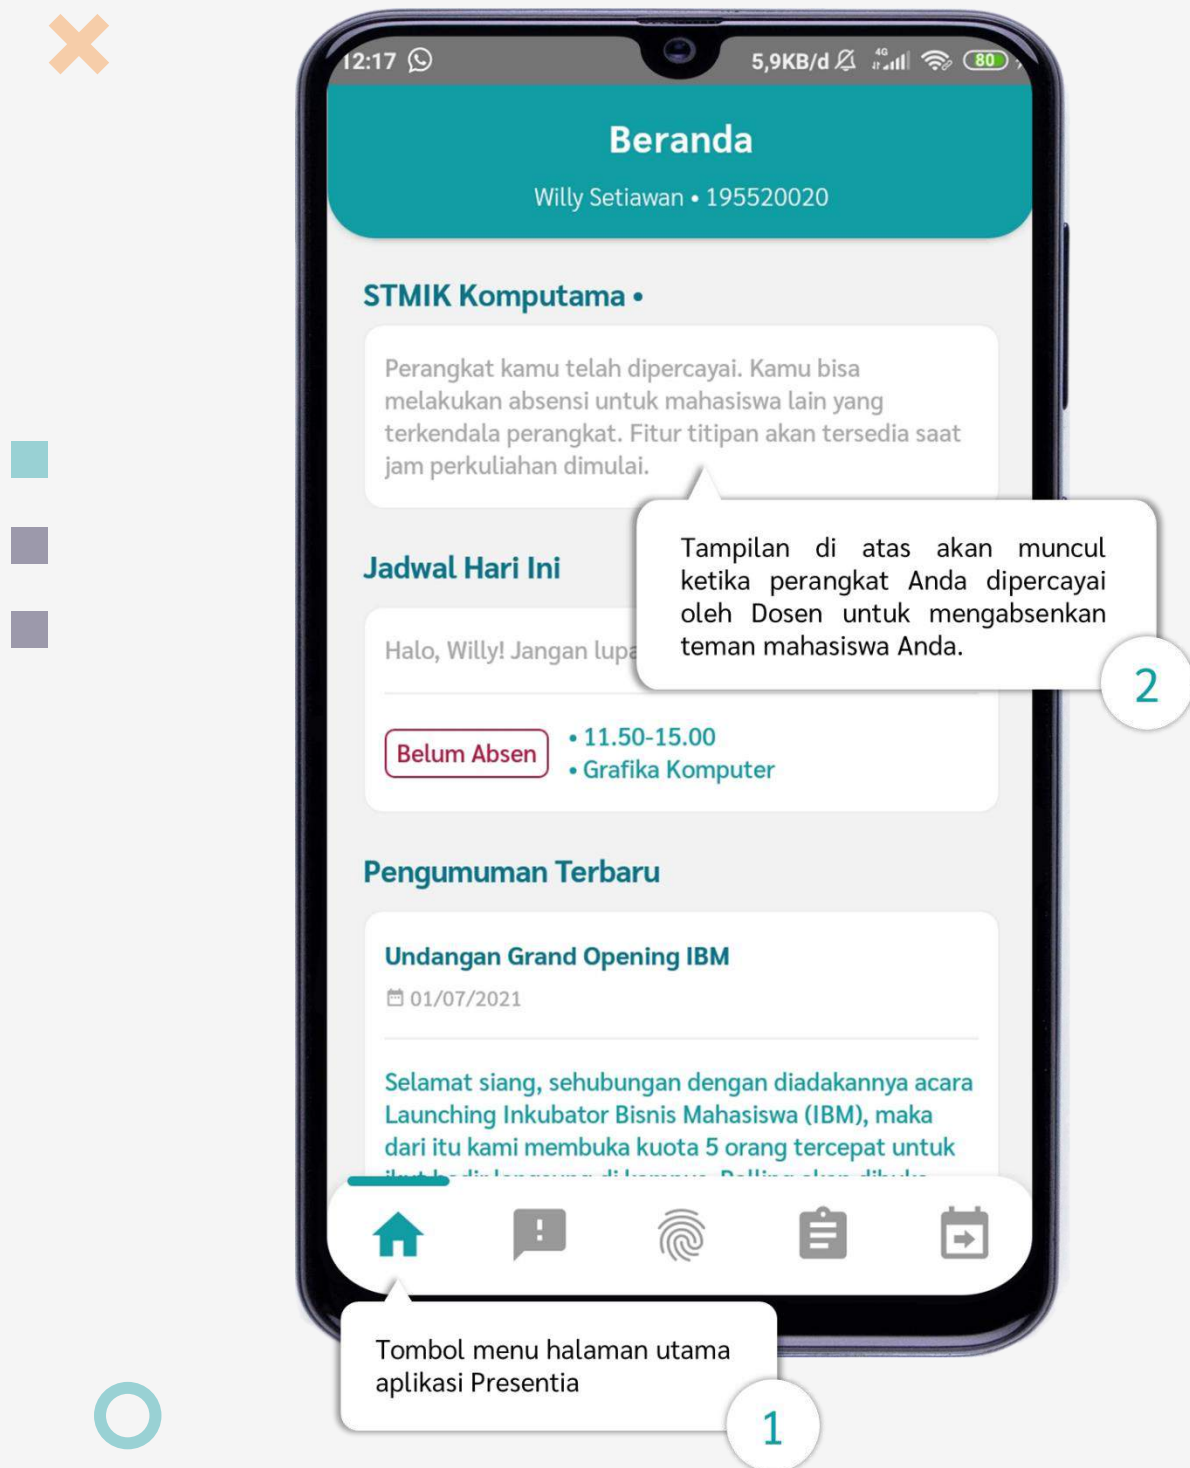 12:17
5,9KB/d 4G 80
Beranda
Willy Setiawan • 195520020
STMIK Komputama •
Perangkat kamu telah dipercayai. Kamu bisa
melakukan absensi untuk mahasiswa lain yang
terkendala perangkat. Fitur titipan akan tersedia saat
jam perkuliahan dimulai.
Tampilan di atas akan muncul
ketika perangkat Anda dipercayai
oleh Dosen untuk mengabsenkan
teman mahasiswa Anda.
2
Jadwal Hari Ini
Halo, Willy! Jangan lupa
Belum Absen
• 11.50-15.00
• Grafika Komputer
Pengumuman Terbaru
Undangan Grand Opening IBM
01/07/2021
Selamat siang, sehubungan dengan diadakannya acara
Launching Inkubator Bisnis Mahasiswa (IBM), maka
dari itu kami membuka kuota 5 orang tercepat untuk
Tombol menu halaman utama
aplikasi Presentia
1